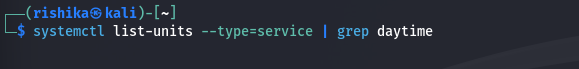 ┌──(rishika㉿kali)-[~]
└─$ systemctl list-units --type=service | grep daytime